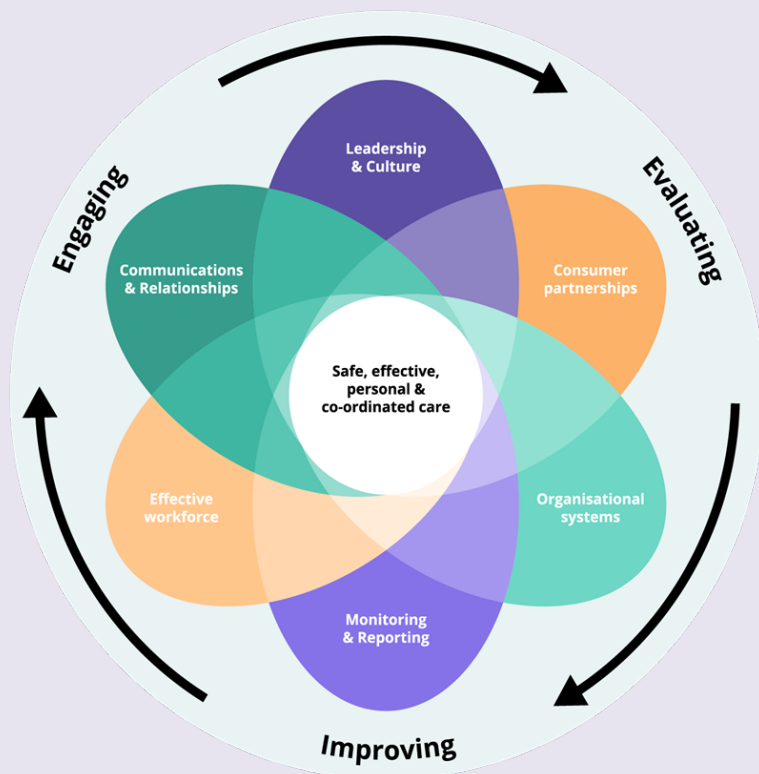 Engaging
Evaluating
Improving
Leadership
& Culture
Communications
& Relationships
Consumer
partnerships
Safe, effective,
personal &
co-ordinated care
Effective
workforce
Organisational
systems
Monitoring
& Reporting